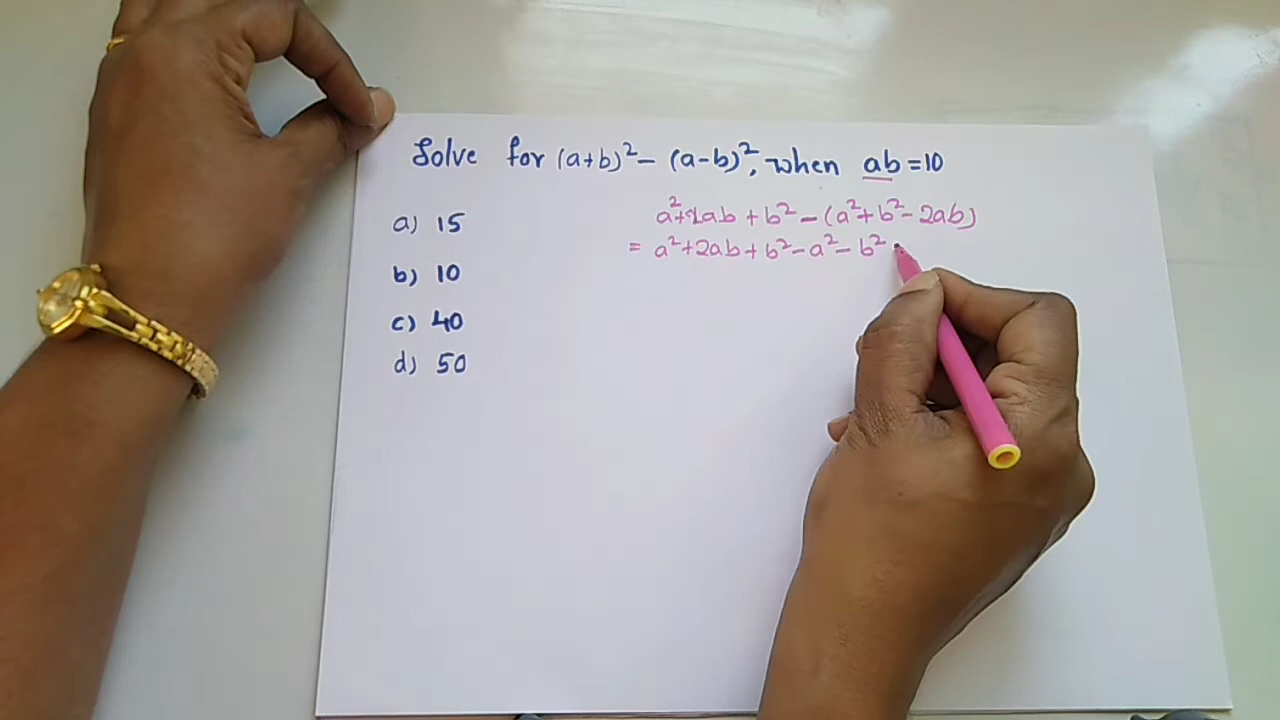 Solve for (a+b)² - (a-b)², when ab = 10
a²+2ab + b² - (a²+b²- 2ab)
= a²+2ab+b²-a²-b²
a) 15
b) 10
c) 40
d) 50